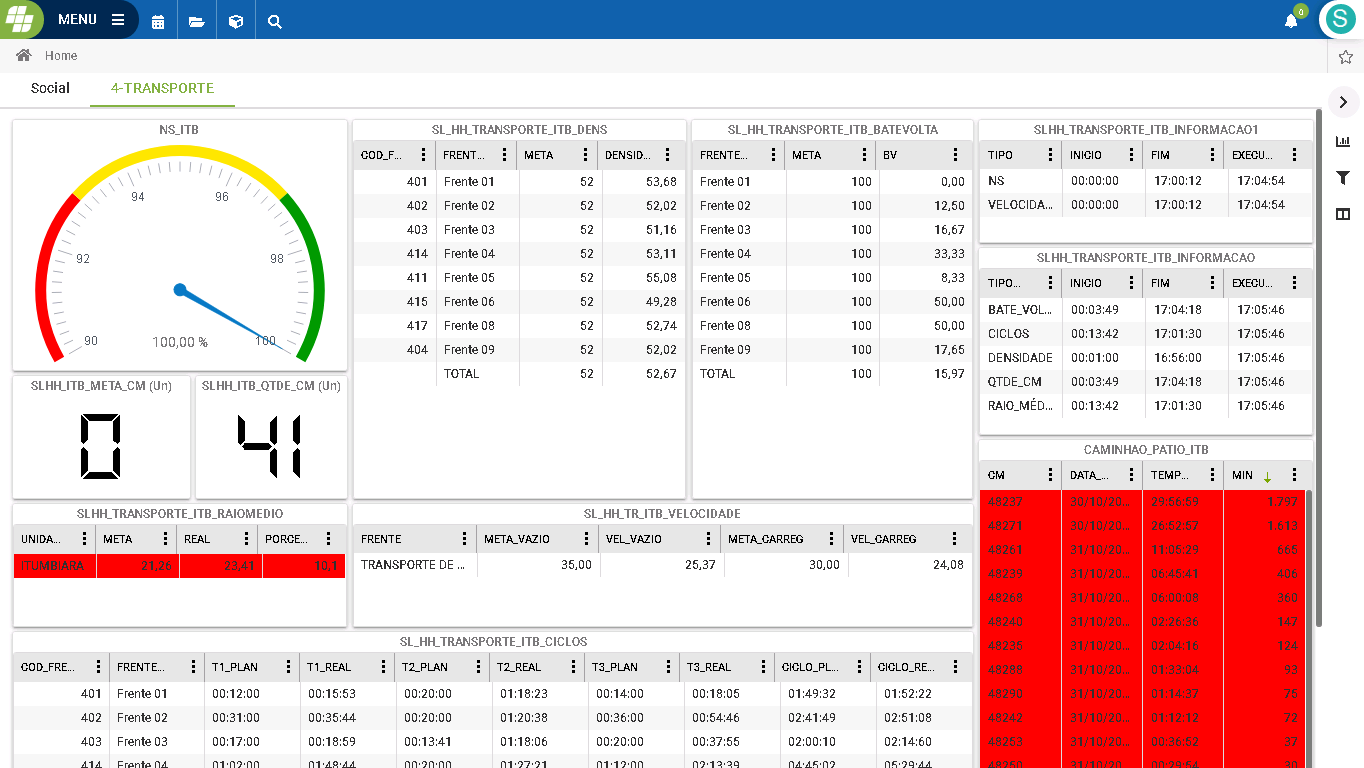 MENU
0
S
Home
Social 4-TRANSPORTE
NS_ITB
94 96
92 98
90 100
100,00 %
SLHH_ITB_META_CM (Un)
0
SLHH_ITB_QTDE_CM (Un)
41
SL_HH_TRANSPORTE_ITB_DENS
COD_F... FRENT... META DENSID...
401 Frente 01 52 53,68
402 Frente 02 52 52,02
403 Frente 03 52 51,16
414 Frente 04 52 53,11
411 Frente 05 52 55,08
415 Frente 06 52 49,28
417 Frente 08 52 52,74
404 Frente 09 52 52,02
TOTAL 52 52,67
SL_HH_TRANSPORTE_ITB_BATEVOLTA
FRENTE... META BV
Frente 01 100 0,00
Frente 02 100 12,50
Frente 03 100 16,67
Frente 04 100 33,33
Frente 05 100 8,33
Frente 06 100 50,00
Frente 08 100 50,00
Frente 09 100 17,65
TOTAL 100 15,97
SLHH_TRANSPORTE_ITB_INFORMACAO1
TIPO INICIO FIM EXECU...
NS 00:00:00 17:00:12 17:04:54
VELOCIDA... 00:00:00 17:00:12 17:04:54
SLHH_TRANSPORTE_ITB_INFORMACAO
TIPO... INICIO FIM EXECU...
BATE_VOL... 00:03:49 17:04:18 17:05:46
CICLOS 00:13:42 17:01:30 17:05:46
DENSIDADE 00:01:00 16:56:00 17:05:46
QTDE_CM 00:03:49 17:04:18 17:05:46
RAIO_MÉD... 00:13:42 17:01:30 17:05:46
SLHH_TRANSPORTE_ITB_RAIOMEDIO
UNIDA... META REAL PORCE...
ITUMBIARA 21,26 23,41 10,1
SLHH_TR_ITB_VELOCIDADE
FRENTE META_VAZIO VEL_VAZIO META_CARREG VEL_CARREG
TRANSPORTE DE ... 35,00 25,37 30,00 24,08
CAMINHAO_PATIO_ITB
CM DATA_... TEMP... MIN
48237 30/10/20... 29:56:59 1.797
48271 30/10/20... 26:52:57 1.613
48261 31/10/20... 11:05:29 665
48239 31/10/20... 06:45:41 406
48268 31/10/20... 06:00:08 360
48240 31/10/20... 02:26:36 147
48236 31/10/20... 02:04:16 124
48288 31/10/20... 01:33:04 93
48290 31/10/20... 01:14:37 75
48242 31/10/20... 01:12:12 72
48253 31/10/20... 00:36:52 37
48250 31/10/20... 00:29:54 30
SL_HH_TRANSPORTE_ITB_CICLOS
COD_FRE... FRENTE... T1_PLAN T1_REAL T2_PLAN T2_REAL T3_PLAN T3_REAL CICLO_PL... CICLO_RE...
401 Frente 01 00:12:00 00:15:53 00:20:00 01:18:23 00:14:00 00:18:05 01:49:32 01:52:22
402 Frente 02 00:31:00 00:35:44 00:20:00 01:20:38 00:36:00 00:54:46 02:41:49 02:51:08
403 Frente 03 00:17:00 00:18:59 00:13:41 01:18:06 00:20:00 00:37:55 02:00:10 02:14:60
414 Frente 04 01:02:00 01:48:44 00:20:00 01:27:21 01:12:00 02:13:39 04:45:02 05:29:44